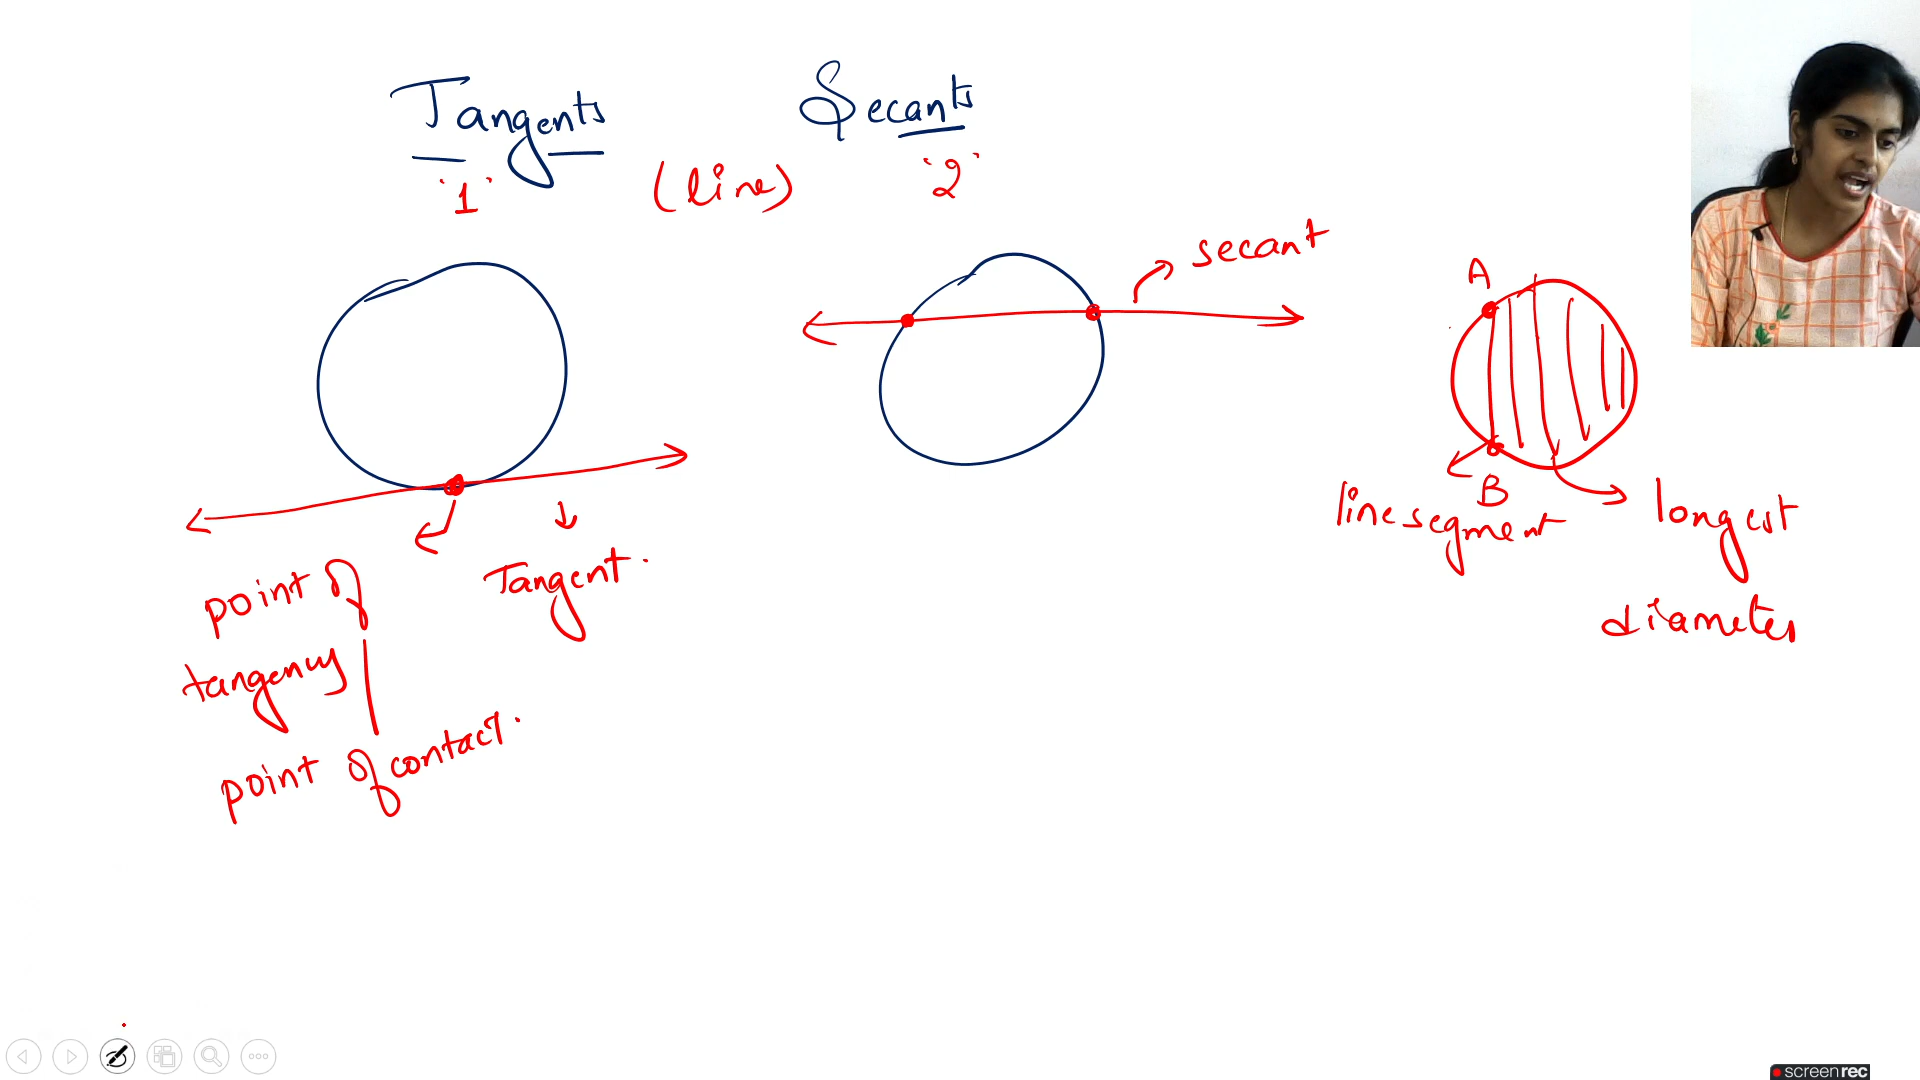 Tangents Secants
'1' (line) '2'
secant
A
B
line segment
longest
diameter
Tangent.
point of
tangency
point of contact.
screenrec